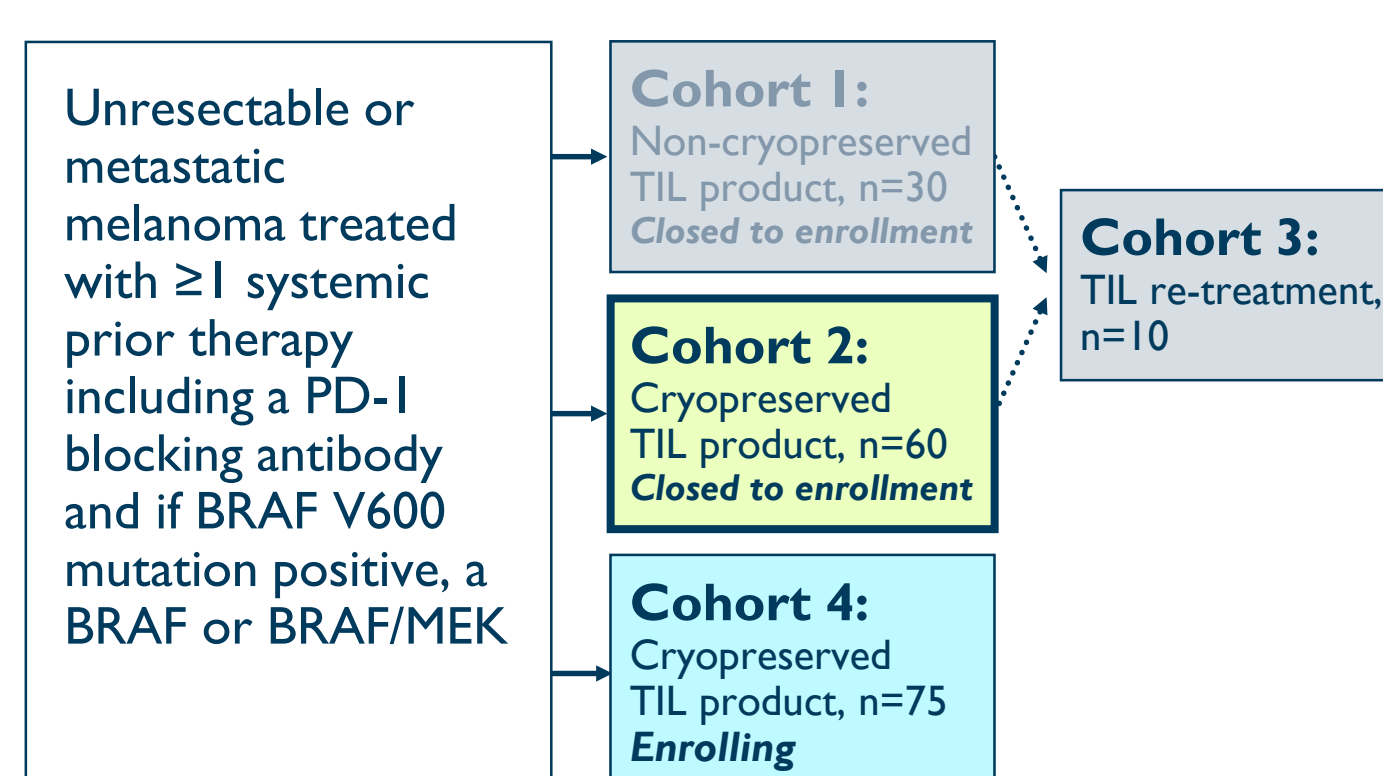 Unresectable or
metastatic
melanoma treated
with ≥1 systemic
prior therapy
including a PD-1
blocking antibody
and if BRAF V600
mutation positive, a
BRAF or BRAF/MEK
Cohort 1:
Non-cryopreserved
TIL product, n=30
Closed to enrollment
Cohort 2:
Cryopreserved
TIL product, n=60
Closed to enrollment
Cohort 4:
Cryopreserved
TIL product, n=75
Enrolling
Cohort 3:
TIL re-treatment,
n=10